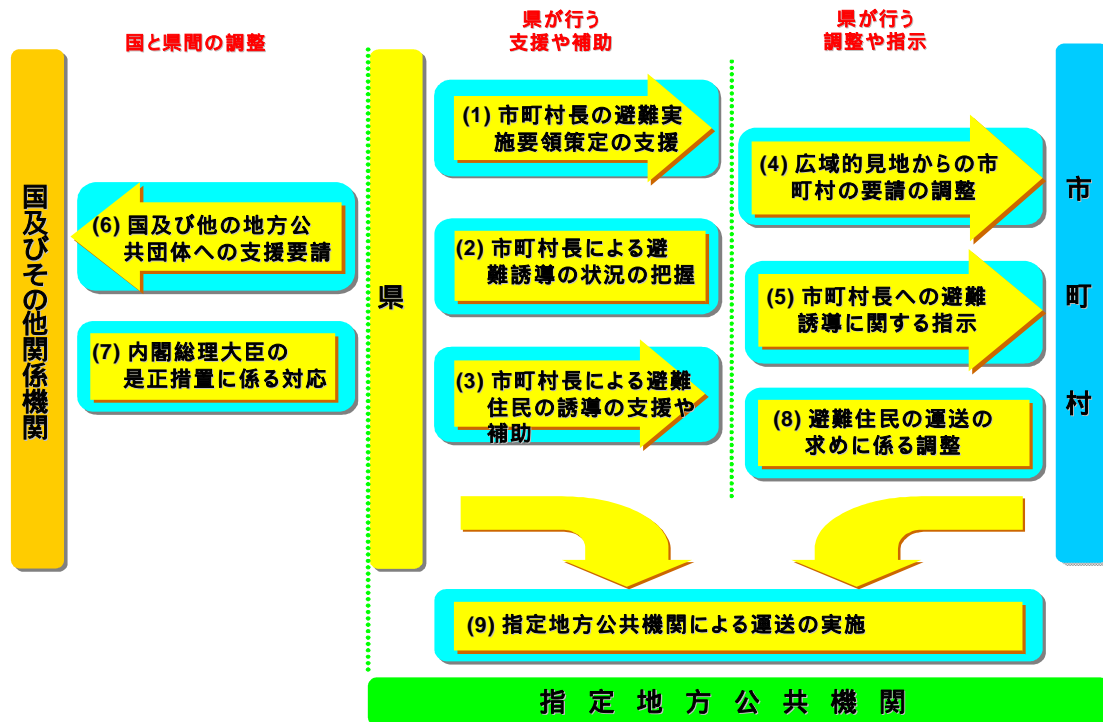 国と県間の調整
県が行う
支援や補助
県が行う
調整や指示
国及びその他関係機関
県
市町村
(1) 市町村長の避難実
施要領策定の支援
(2) 市町村長による避
難誘導の状況の把握
(3) 市町村長による避難
住民の誘導の支援や
補助
(4) 広域的見地からの市
町村の要請の調整
(5) 市町村長への避難
誘導に関する指示
(6) 国及び他の地方公
共団体への支援要請
(7) 内閣総理大臣の
是正措置に係る対応
(8) 避難住民の運送の
求めに係る調整
(9) 指定地方公共機関による運送の実施
指定地方公共機関